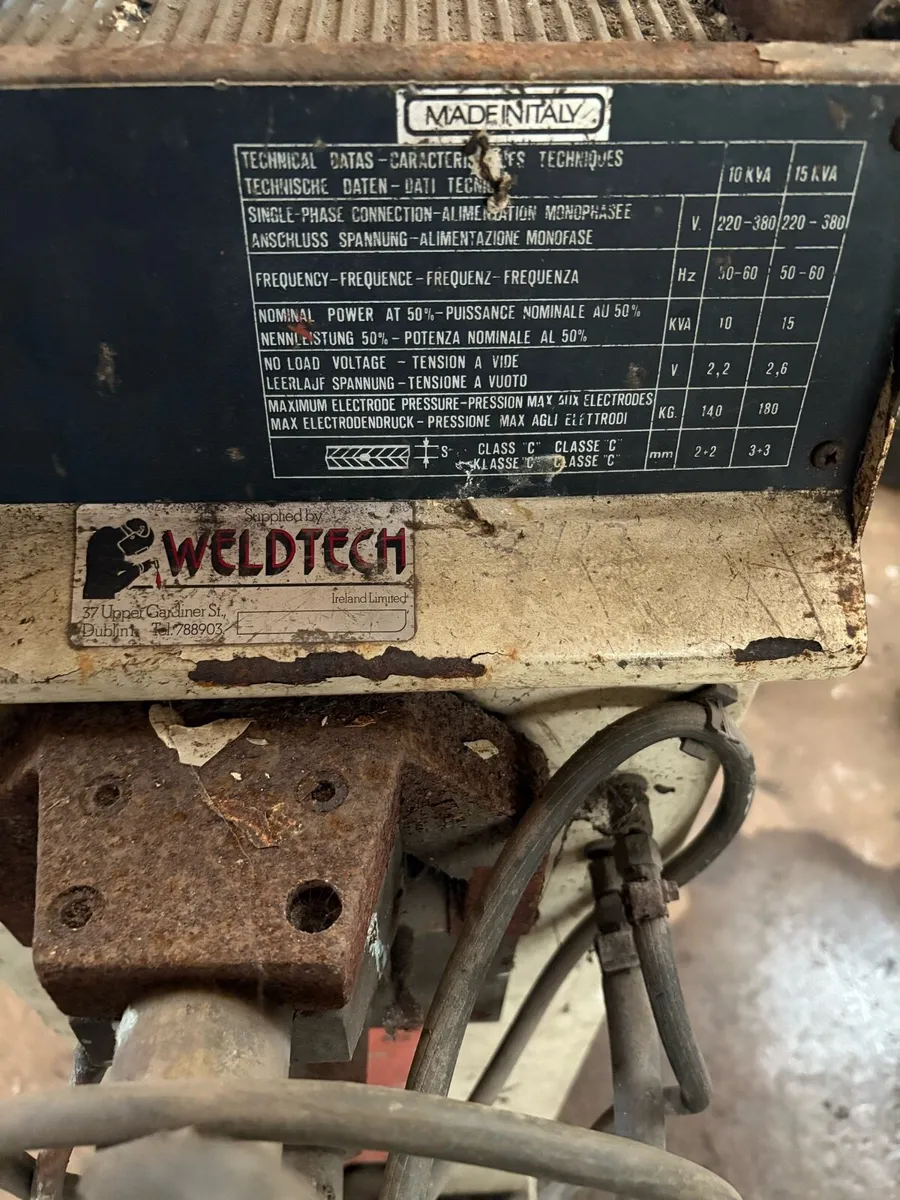 MADE IN ITALY
TECHNICAL DATAS - TECHNIQUES
TECHNISCHE DATEN - DATI
10 KVA 15 KVA
SINGLE-PHASE CONNECTION-ALIMENTATION MONOPHASEE
ANSCHLUSS SPANNUNG-ALIMENTAZIONE MONOFASE
V. 220-380 220-380
FREQUENCY-FREQUENCE-FREQUENZ-FREQUENZA Hz 50-60 50-60
NOMINAL POWER AT 50%-PUISSANCE NOMINALE AU 50%
NENNLEISTUNG 50%-POTENZA NOMINALE AL 50%
KVA 10 15
NO LOAD VOLTAGE - TENSION A VIDE
LEERLAUF SPANNUNG-TENSIONE A VUOTO
V 2,2 2,6
MAXIMUM ELECTRODE PRESSURE-PRESSION MAX AUX ELECTRODES
MAX ELECTRODENDRUCK-PRESSIONE MAX AGLI ELETTRODI
KG. 140 180
S- CLASS "C" CLASSE "C"
KLASSE "C" CLASSE "C"
mm 2+2 3+3
Supplied by
WELDTECH
Ireland Limited
37 Upper Gardiner St.,
Dublin 1. Tel. 788903